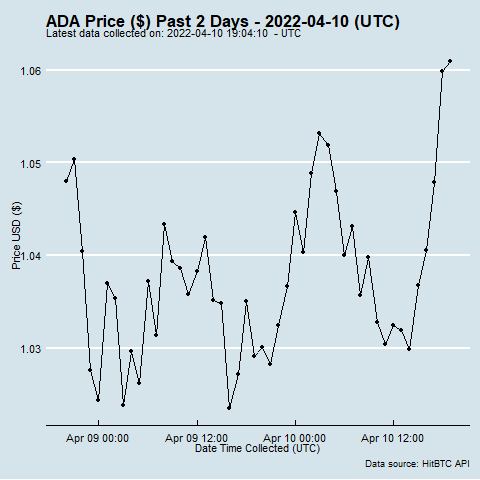 ADA Price ($) Past 2 Days - 2022-04-10 (UTC)
Latest data collected on: 2022-04-10 19:04:10 - UTC
1.06
1.05
1.04
1.03
Price USD ($)
Apr 09 00:00 Apr 09 12:00 Apr 10 00:00 Apr 10 12:00
Date Time Collected (UTC)
Data source: HitBTC API